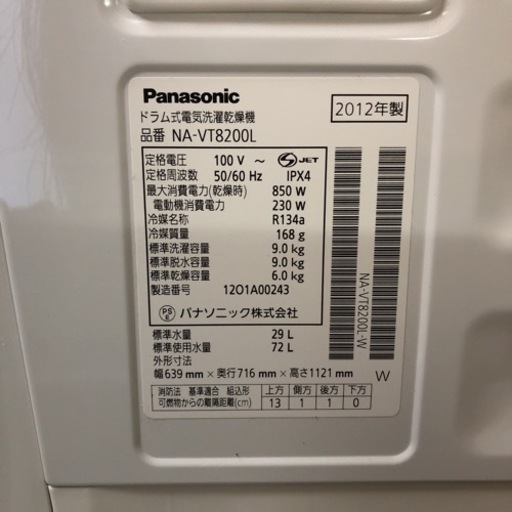 Panasonic
2012年製
ドラム式電気洗濯乾燥機
品番 NA-VT8200L
定格電圧 100 V ～ S JET
定格周波数 50/60 Hz IPX4
最大消費電力(乾燥時) 850 W
電動機消費電力 230 W
冷媒名称 R134a
冷媒質量 168 g
標準洗濯容量 9.0 kg
標準脱水容量 9.0 kg
標準乾燥容量 6.0 kg
製造番号 12O1A00243
PS E パナソニック株式会社
標準水量 29 L
標準使用水量 72 L
外形寸法
幅639 mm×奥行716 mm×高さ1121 mm W
消防法 基準適合 組込形 上方 側方 後方 下方
可燃物からの離隔距離(cm) 13 1 1 0
NA-VT8200L-W